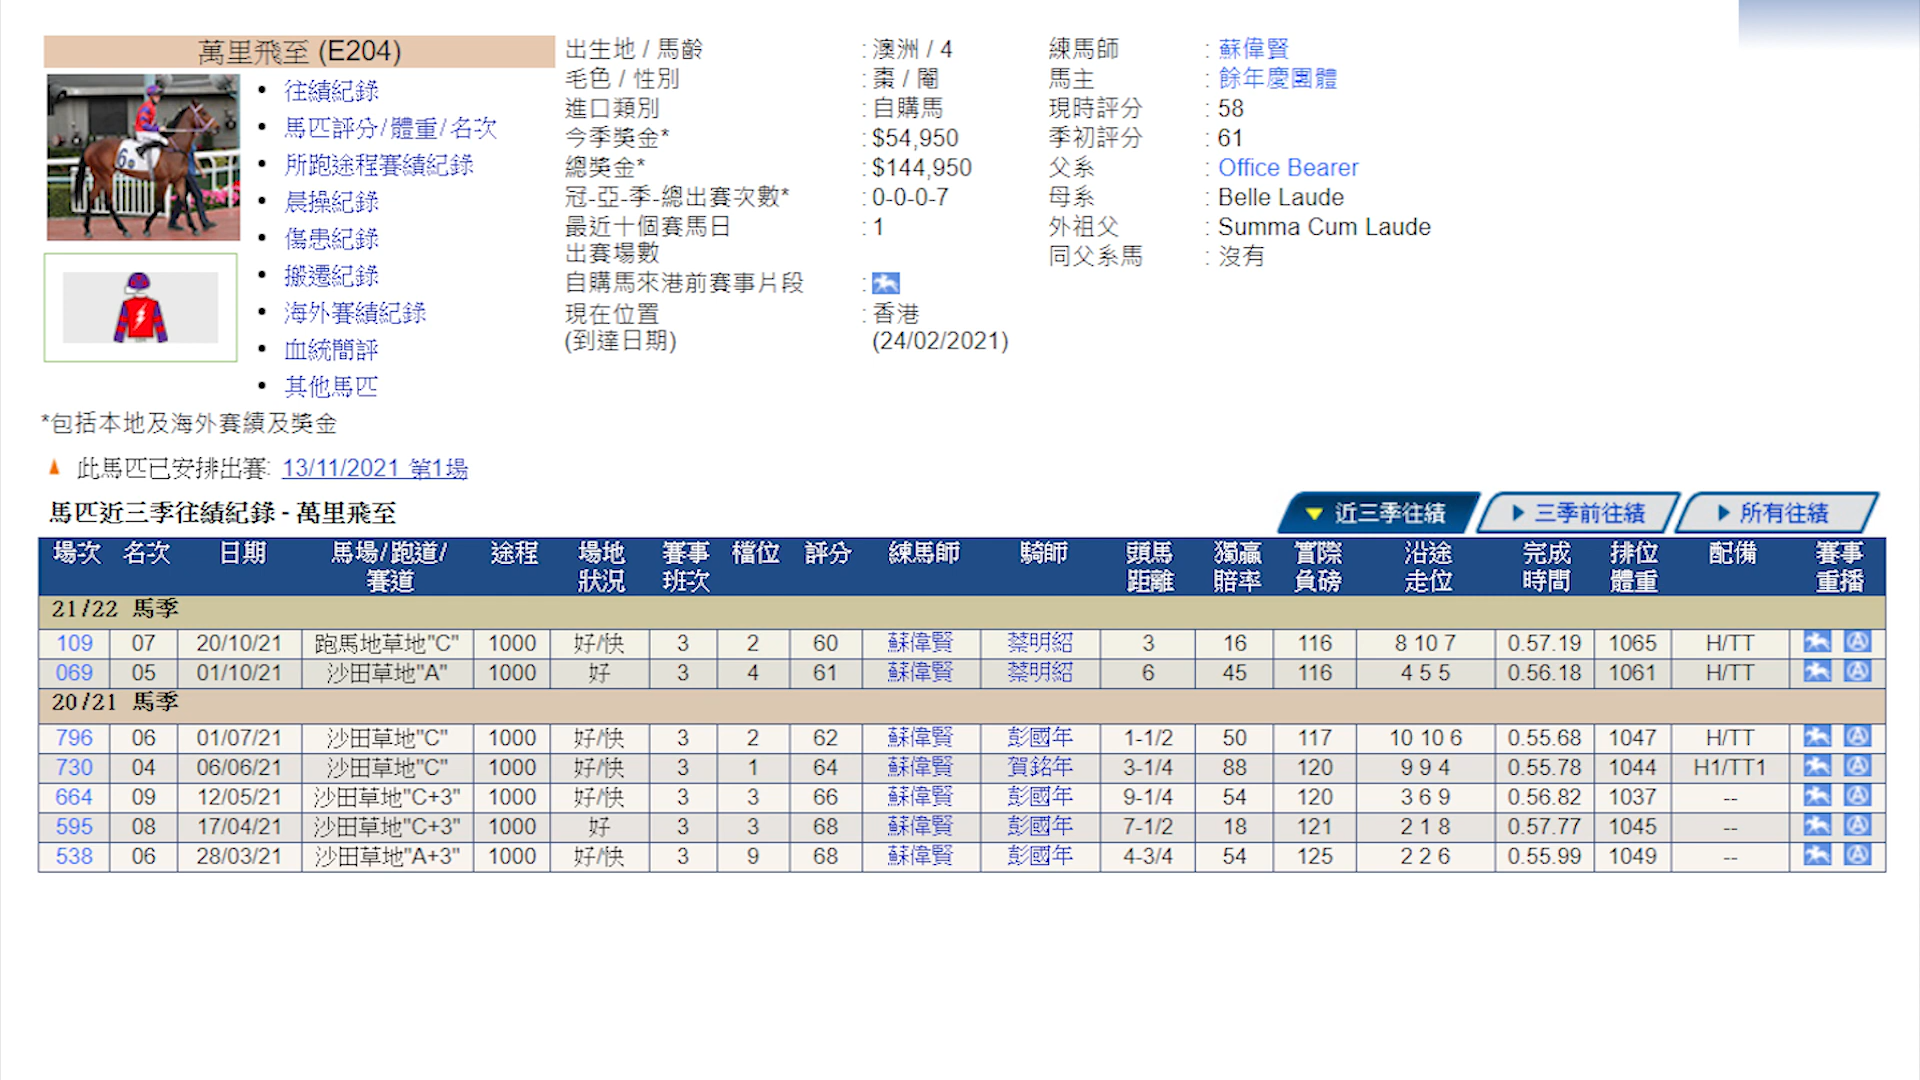 萬里飛至 (E204)
• 往績紀錄
• 馬匹評分/體重/名次
• 所跑途程賽績紀錄
• 晨操紀錄
• 傷患紀錄
• 搬遷紀錄
• 海外賽績紀錄
• 血統簡評
• 其他馬匹
出生地 / 馬齡 : 澳洲 / 4
毛色 / 性別 : 棗 / 閹
進口類別 : 自購馬
今季獎金* : $54,950
總獎金* : $144,950
冠-亞-季-總出賽次數* : 0-0-0-7
最近十個賽馬日 : 1
出賽場數
自購馬來港前賽事片段 :
現在位置 : 香港
(到達日期) (24/02/2021)
練馬師 : 蘇偉賢
馬主 : 餘年慶團體
現時評分 : 58
季初評分 : 61
父系 : Office Bearer
母系 : Belle Laude
外祖父 : Summa Cum Laude
同父系馬 : 沒有
*包括本地及海外賽績及獎金
此馬匹已安排出賽: 13/11/2021 第1場
馬匹近三季往績紀錄 - 萬里飛至
近三季往績 三季前往績 所有往績
場次 名次 日期 馬場/跑道/賽道 途程 場地狀況 賽事班次 檔位 評分 練馬師 騎師 頭馬距離 獨贏賠率 實際負磅 沿途走位 完成時間 排位體重 配備 賽事重播
21/22 馬季
109 07 20/10/21 跑馬地草地"C" 1000 好/快 3 2 60 蘇偉賢 蔡明紹 3 16 116 8 10 7 0.57.19 1065 H/TT
069 05 01/10/21 沙田草地"A" 1000 好 3 4 61 蘇偉賢 蔡明紹 6 45 116 4 5 5 0.56.18 1061 H/TT
20/21 馬季
796 06 01/07/21 沙田草地"C" 1000 好/快 3 2 62 蘇偉賢 彭國年 1-1/2 50 117 10 10 6 0.55.68 1047 H/TT
730 04 06/06/21 沙田草地"C" 1000 好/快 3 1 64 蘇偉賢 賀銘年 3-1/4 88 120 9 9 4 0.55.78 1044 H1/TT1
664 09 12/05/21 沙田草地"C+3" 1000 好/快 3 3 66 蘇偉賢 彭國年 9-1/4 54 120 3 6 9 0.56.82 1037 --
595 08 17/04/21 沙田草地"C+3" 1000 好 3 3 68 蘇偉賢 彭國年 7-1/2 18 121 2 1 8 0.57.77 1045 --
538 06 28/03/21 沙田草地"A+3" 1000 好/快 3 9 68 蘇偉賢 彭國年 4-3/4 54 125 2 2 6 0.55.99 1049 --